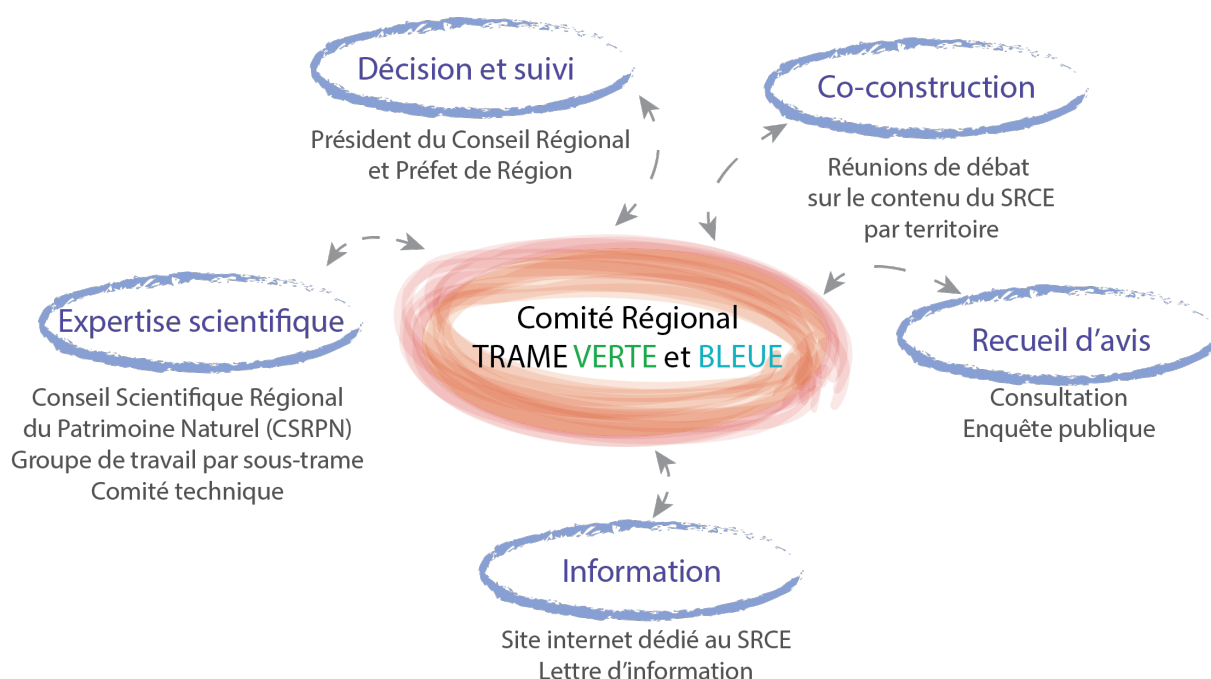 Décision et suivi
Président du Conseil Régional
et Préfet de Région
Co-construction
Réunions de débat
sur le contenu du SRCE
par territoire
Expertise scientifique
Conseil Scientifique Régional
du Patrimoine Naturel (CSRPN)
Groupe de travail par sous-trame
Comité technique
Comité Régional
TRAME VERTE et BLEUE
Recueil d'avis
Consultation
Enquête publique
Information
Site internet dédié au SRCE
Lettre d'information